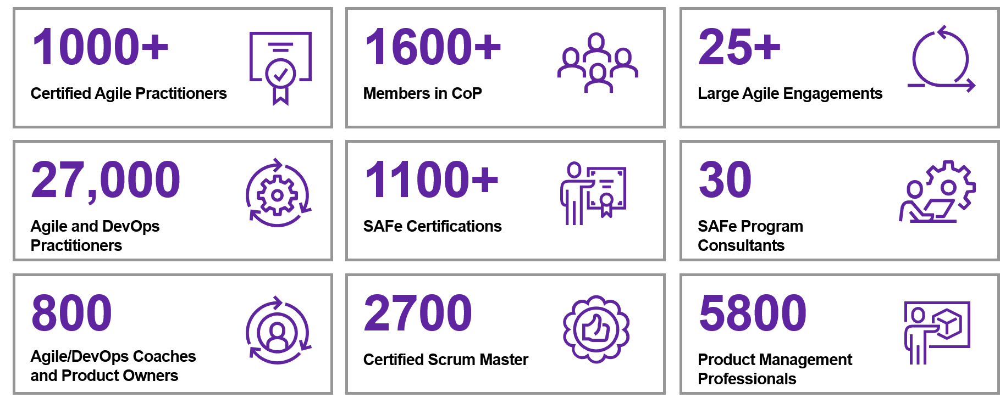 1000+
Certified Agile Practitioners
1600+
Members in CoP
25+
Large Agile Engagements
27,000
Agile and DevOps
Practitioners
1100+
SAFe Certifications
30
SAFe Program
Consultants
800
Agile/DevOps Coaches
and Product Owners
2700
Certified Scrum Master
5800
Product Management
Professionals